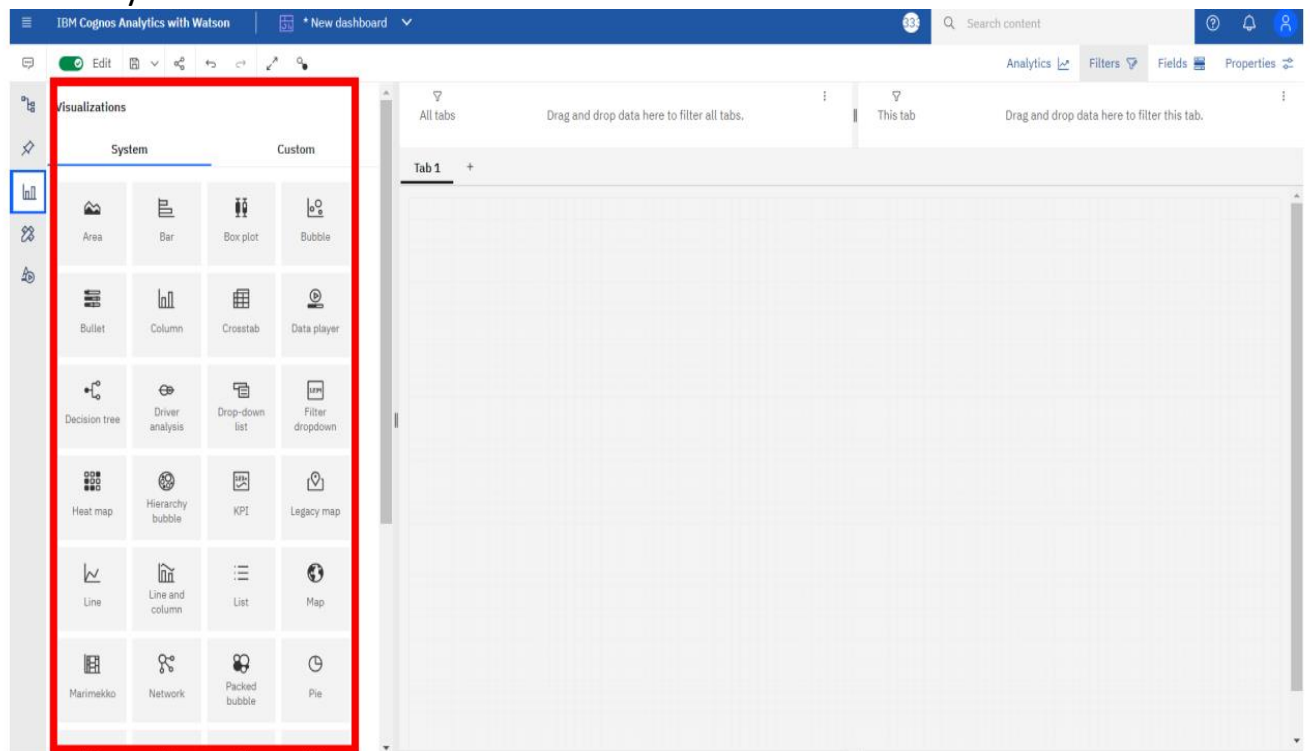 IBM Cognos Analytics with Watson
* New dashboard
Search content
Edit
Analytics
Filters
Fields
Properties
Visualizations
System Custom
All tabs
Drag and drop data here to filter all tabs.
This tab
Drag and drop data here to filter this tab.
Tab 1 +
Area Bar Box plot Bubble
Bullet Column Crosstab Data player
Decision tree
Driver
analysis
Drop-down
list
Filter
dropdown
Heat map
Hierarchy
bubble
KPI
Legacy map
Line
Line and
column
List
Map
Marimekko
Network
Packed
bubble
Pie